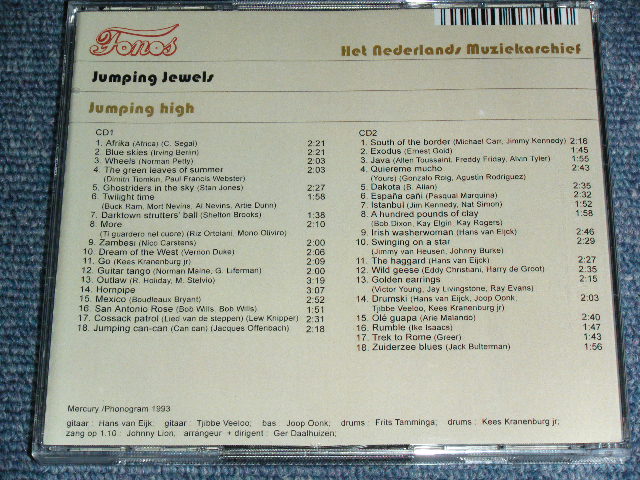 Fonos
Het Nederlands Muziekarchief
Jumping Jewels
Jumping high
CD1
1. Afrika (Africa) (C. Segal) 2:21
2. Blue skies (Irving Berlin) 2:21
3. Wheels (Norman Petty) 2:03
4. The green leaves of summer 2:03
(Dimitri Tiomkin, Paul Francis Webster)
5. Ghostriders in the sky (Stan Jones) 2:27
6. Twilight time 1:58
(Buck Ram, Mort Nevins, Al Nevins, Artie Dunn)
7. Darktown strutters' ball (Shelton Brooks) 1:38
8. More 2:10
(Ti guardero nel cuore) (Riz Ortolani, Mono Oliviro)
9. Zambesi (Nico Carstens) 2:00
10. Dream of the West (Vernon Duke) 2:06
11. Go (Kees Kranenburg jr) 2:09
12. Guitar tango (Norman Maine, G. Liferman) 2:00
13. Outlaw (R. Holiday, M. Stelvio) 3:19
14. Hornpipe 3:07
15. Mexico (Boudleaux Bryant) 2:52
16. San Antonio Rose (Bob Wills, Bob Wills) 1:51
17. Cossack patrol (Lied van de steppen) (Lew Knipper) 2:31
18. Jumping can-can (Can can) (Jacques Offenbach) 2:18
CD2
1. South of the border (Michael Carr, Jimmy Kennedy) 2:16
2. Exodus (Ernest Gold) 1:45
3. Java (Allen Toussaint, Freddy Friday, Alvin Tyler) 1:55
4. Quiereme mucho 2:43
(Yours) (Gonzalo Roig, Agustin Rodriguez)
5. Dakota (B. Allan) 2:35
6. España cañi (Pasqual Marquina) 2:32
7. Istanbul (Jim Kennedy, Nat Simon) 1:52
8. A hundred pounds of clay 1:58
(Bob Dixon, Kay Elgin, Kay Rogers)
9. Irish washerwoman (Hans van Eijck) 2:46
10. Swinging on a star 2:29
(Jimmy van Heusen, Johnny Burke)
11. The haggard (Hans van Eijck) 2:27
12. Wild geese (Eddy Christiani, Harry de Groot) 2:35
13. Golden earrings 2:15
(Victor Young, Jay Livingstone, Ray Evans)
14. Drumski (Hans van Eijck, Joop Oonk, 2:03
Tjibbe Veeloo, Kees Kranenburg jr)
15. Olé guapa (Arie Malando) 2:40
16. Rumble (Ike Isaacs) 1:47
17. Trek to Rome (Greer) 1:43
18. Zuiderzee blues (Jack Bulterman) 1:56
Mercury /Phonogram 1993
gitaar : Hans van Eijk; gitaar : Tjibbe Veeloo; bas Joop Oonk; drums : Frits Tamminga; drums : Kees Kranenburg jr;
zang op 1.10 : Johnny Lion; arrangeur + dirigent : Ger Daalhuizen;